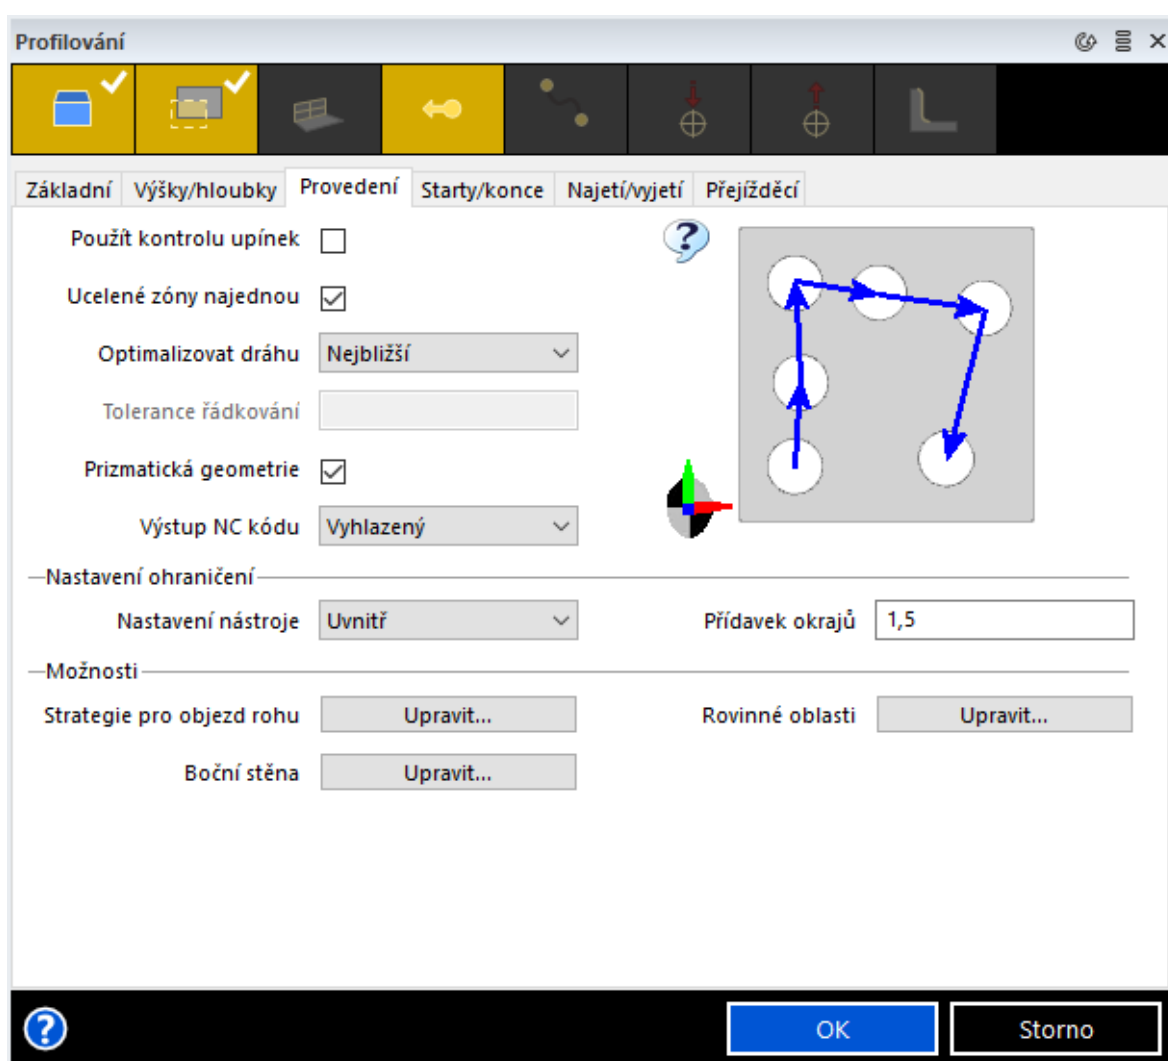 Profilování
Základní Výšky/hloubky Provedení Starty/konce Najetí/vyjetí Přejížděcí
Použít kontrolu upínek
Ucelené zóny najednou
Optimalizovat dráhu Nejbližší
Tolerance řádkování
Prizmatická geometrie
Výstup NC kódu Vyhlazený
Nastavení ohraničení
Nastavení nástroje Uvnitř Přídavek okrajů 1,5
Možnosti
Strategie pro objezd rohu Upravit... Rovinné oblasti Upravit...
Boční stěna Upravit...
OK Storno